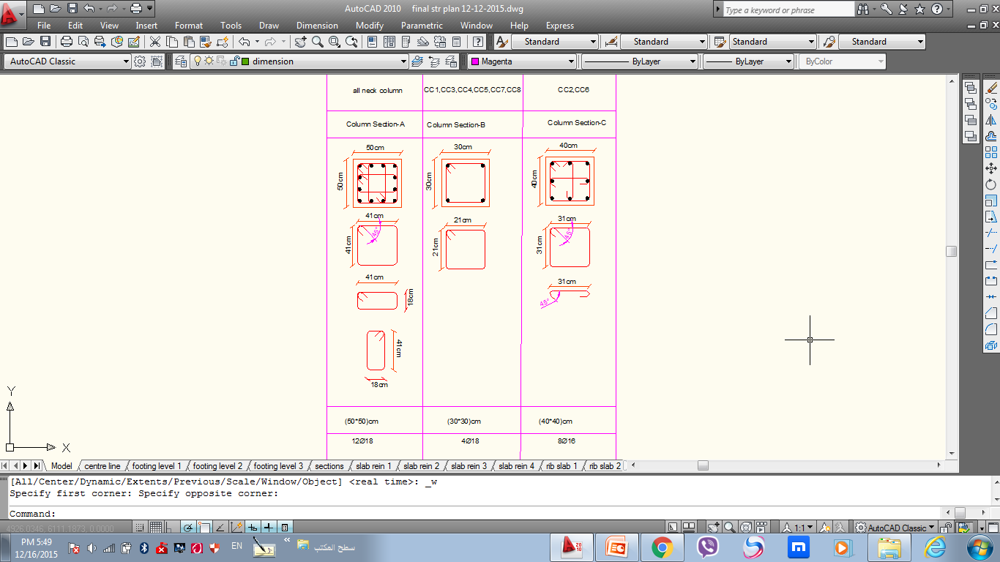 AutoCAD 2010 final str plan 12-12-2015.dwg
Type a keyword or phrase
File Edit View Insert Format Tools Draw Dimension Modify Parametric Window Help Express
Standard Standard Standard Standard
AutoCAD Classic dimension Magenta ByLayer ByLayer ByColor
all neck column CC1,CC3,CC4,CC5,CC7,CC8 CC2,CC6
Column Section-A Column Section-B Column Section-C
50cm 30cm 40cm
50cm 30cm 40cm
41cm 21cm 31cm
45° 45°
41cm 21cm 31cm
41cm 31cm
18cm 45°
41cm
18cm
(50*50)cm (30*30)cm (40*40)cm
12Ø18 4Ø18 8Ø16
Y
X
Model centre line footing level 1 footing level 2 footing level 3 sections slab rein 1 slab rein 2 slab rein 3 slab rein 4 rib slab 1 rib slab 2
[All/Center/Dynamic/Extents/Previous/Scale/Window/Object] <real time>: _w
Specify first corner: Specify opposite corner:
Command:
4926.0346, 6111.1873, 0.0000 1:1 AutoCAD Classic
PM 5:49
12/16/2015
EN
سطح المكتب